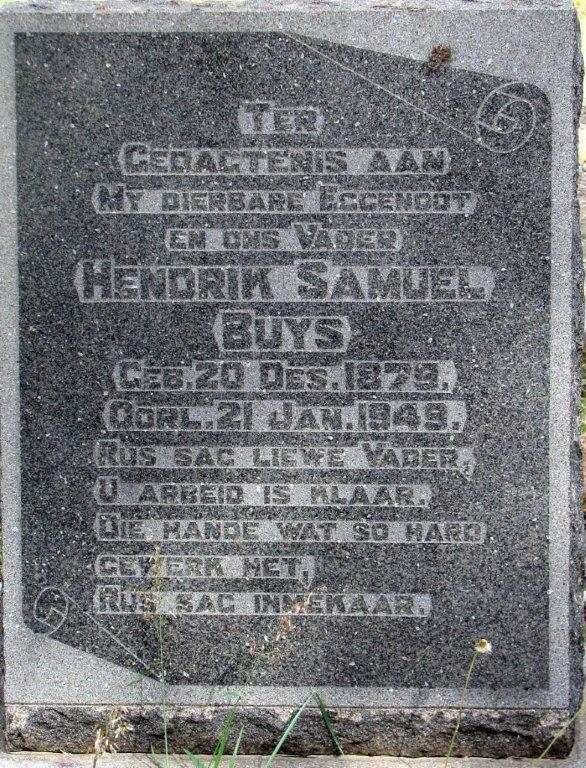 TER
GEDAGTENIS AAN
MY DIERBARE EGGENOOT
EN ONS VADER
HENDRIK SAMUEL
BUYS
GEB. 20 DES. 1879.
OORL. 21 JAN. 1949.
RUS SAG LIEWE VADER,
U ARBEID IS KLAAR.
DIE HANDE WAT SO HARD
GEWERK HET,
RUS SAG INMEKAAR.